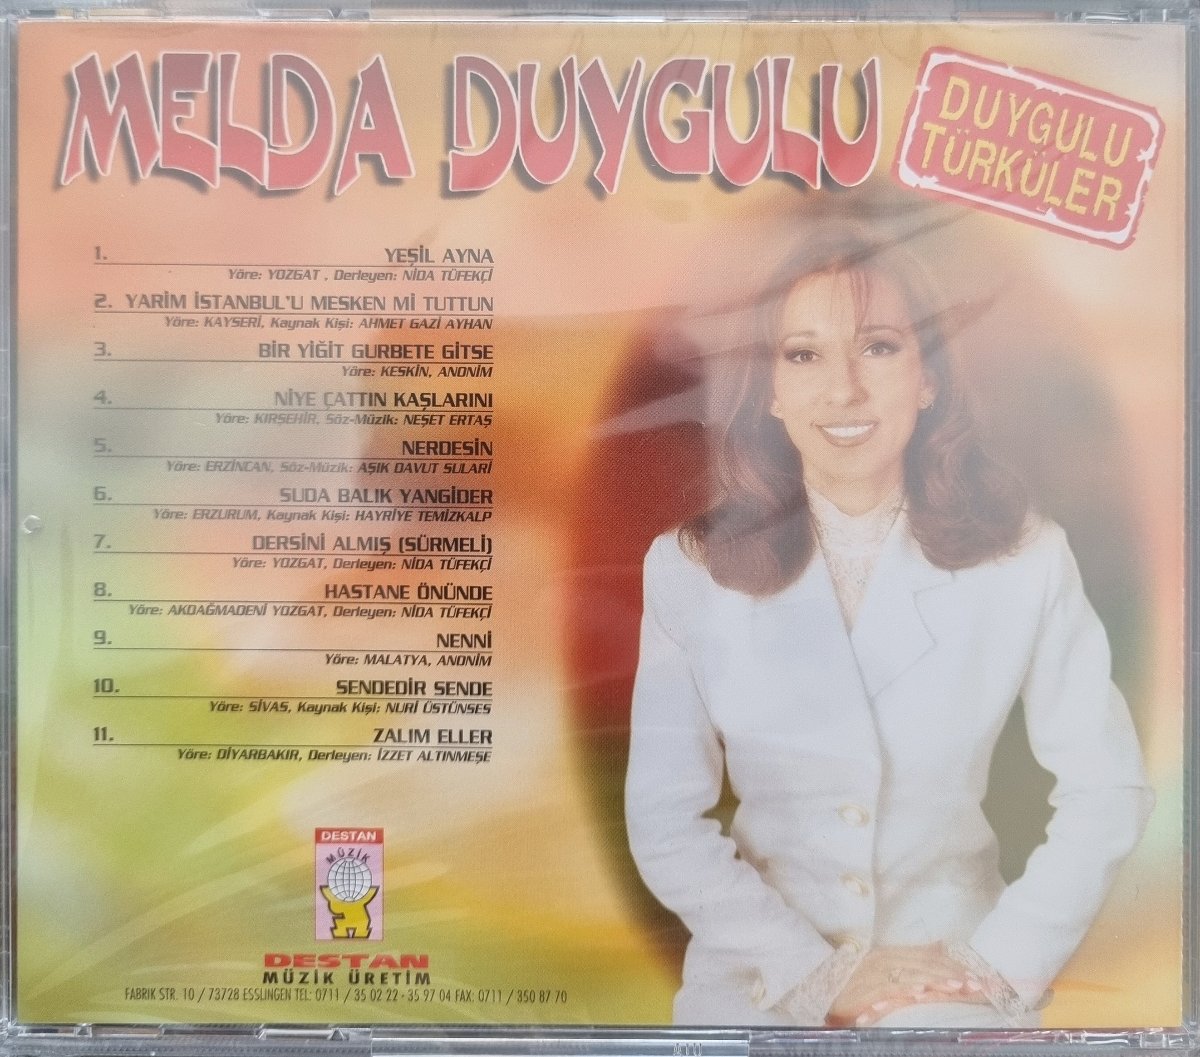 MELDA DUYGULU
DUYGULU
TÜRKÜLER
1. YEŞİL AYNA
Yöre: YOZGAT , Derleyen: NİDA TÜFEKÇİ
2. YARİM İSTANBUL'U MESKEN Mİ TUTTUN
Yöre: KAYSERİ, Kaynak Kişi: AHMET GAZİ AYHAN
3. BİR YİĞİT GURBETE GİTSE
Yöre: KESKİN, ANONİM
4. NİYE ÇATTIN KAŞLARINI
Yöre: KIRŞEHİR, Söz-Müzik: NEŞET ERTAŞ
5. NERDESİN
Yöre: ERZİNCAN, Söz-Müzik: AŞIK DAVUT SULARİ
6. SUDA BALIK YANGİDER
Yöre: ERZURUM, Kaynak Kişi: HAYRİYE TEMİZKALP
7. DERSİNİ ALMIŞ (SÜRMELİ)
Yöre: YOZGAT, Derleyen: NİDA TÜFEKÇİ
8. HASTANE ÖNÜNDE
Yöre: AKDAĞMADENİ YOZGAT, Derleyen: NİDA TÜFEKÇİ
9. NENNİ
Yöre: MALATYA, ANONİM
10. SENDEDİR SENDE
Yöre: SİVAS, Kaynak Kişi: NURİ ÜSTÜNSES
11. ZALIM ELLER
Yöre: DİYARBAKIR, Derleyen: İZZET ALTINMEŞE
DESTAN
MÜZİK
DESTAN
MÜZİK ÜRETİM
FABRIK STR. 10 / 73728 ESSLINGEN TEL: 0711 / 35 02 22 - 35 97 04 FAX: 0711 / 350 87 70